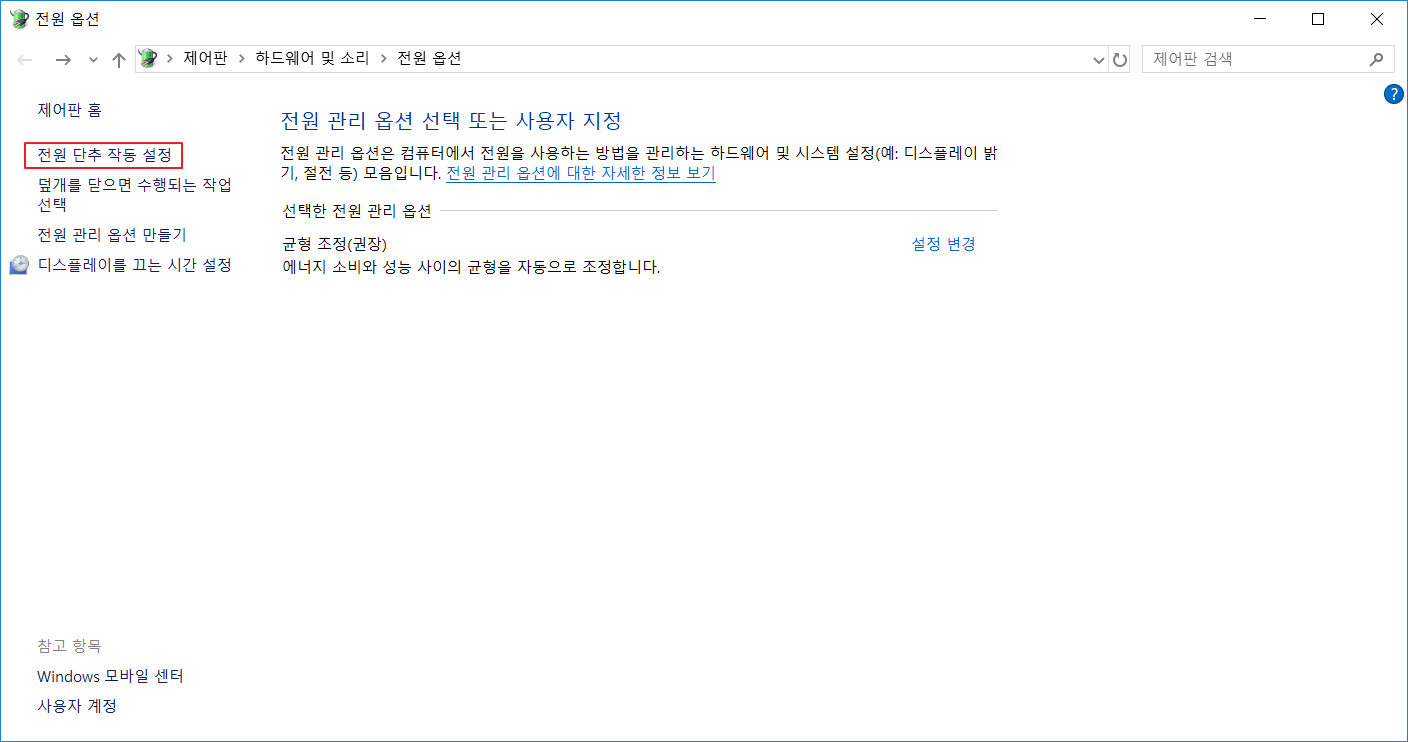 전원 옵션
제어판 > 하드웨어 및 소리 > 전원 옵션
제어판 검색
?
제어판 홈
전원 단추 작동 설정
덮개를 닫으면 수행되는 작업
선택
전원 관리 옵션 만들기
디스플레이를 끄는 시간 설정
전원 관리 옵션 선택 또는 사용자 지정
전원 관리 옵션은 컴퓨터에서 전원을 사용하는 방법을 관리하는 하드웨어 및 시스템 설정(예: 디스플레이 밝
기, 절전 등) 모음입니다. 전원 관리 옵션에 대한 자세한 정보 보기
선택한 전원 관리 옵션
균형 조정(권장)
설정 변경
에너지 소비와 성능 사이의 균형을 자동으로 조정합니다.
참고 항목
Windows 모바일 센터
사용자 계정